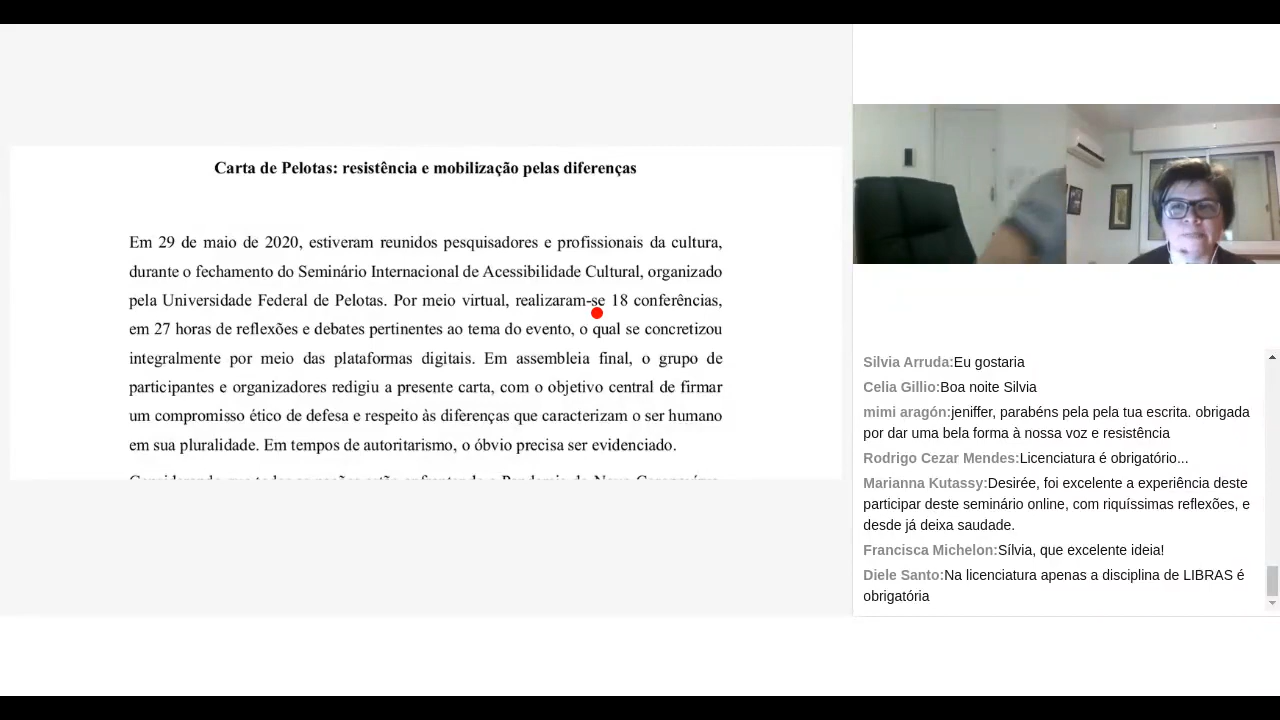 Carta de Pelotas: resistência e mobilização pelas diferenças
Em 29 de maio de 2020, estiveram reunidos pesquisadores e profissionais da cultura,
durante o fechamento do Seminário Internacional de Acessibilidade Cultural, organizado
pela Universidade Federal de Pelotas. Por meio virtual, realizaram-se 18 conferências,
em 27 horas de reflexões e debates pertinentes ao tema do evento, o qual se concretizou
integralmente por meio das plataformas digitais. Em assembleia final, o grupo de
participantes e organizadores redigiu a presente carta, com o objetivo central de firmar
um compromisso ético de defesa e respeito às diferenças que caracterizam o ser humano
em sua pluralidade. Em tempos de autoritarismo, o óbvio precisa ser evidenciado.
Silvia Arruda:Eu gostaria
Celia Gillio:Boa noite Silvia
mimi aragón:jeniffer, parabéns pela pela tua escrita. obrigada
por dar uma bela forma à nossa voz e resistência
Rodrigo Cezar Mendes:Licenciatura é obrigatório...
Marianna Kutassy:Desirée, foi excelente a experiência deste
participar deste seminário online, com riquíssimas reflexões, e
desde já deixa saudade.
Francisca Michelon:Sílvia, que excelente ideia!
Diele Santo:Na licenciatura apenas a disciplina de LIBRAS é
obrigatória